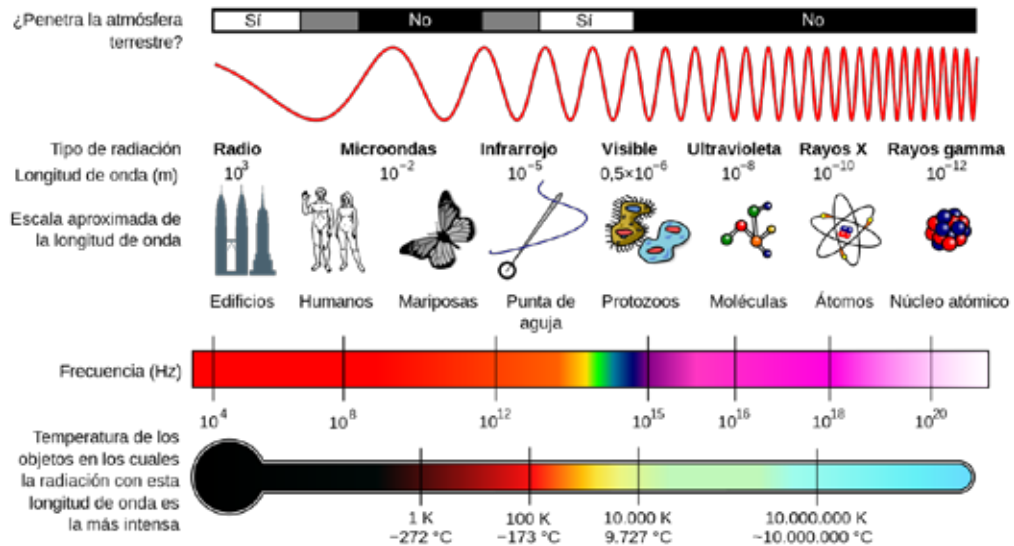 ¿Penetra la atmósfera
terrestre?
Sí No Sí No
Tipo de radiación Radio Microondas Infrarrojo Visible Ultravioleta Rayos X Rayos gamma
Longitud de onda (m) 10³ 10⁻² 10⁻⁵ 0,5×10⁻⁶ 10⁻⁸ 10⁻¹⁰ 10⁻¹²
Escala aproximada de
la longitud de onda
Edificios Humanos Mariposas Punta de aguja Protozoos Moléculas Átomos Núcleo atómico
Frecuencia (Hz)
10⁴ 10⁸ 10¹² 10¹⁵ 10¹⁶ 10¹⁸ 10²⁰
Temperatura de los
objetos en los cuales
la radiación con esta
longitud de onda es
la más intensa
1 K 100 K 10.000 K 10.000.000 K
−272 °C −173 °C 9.727 °C ~10.000.000 °C